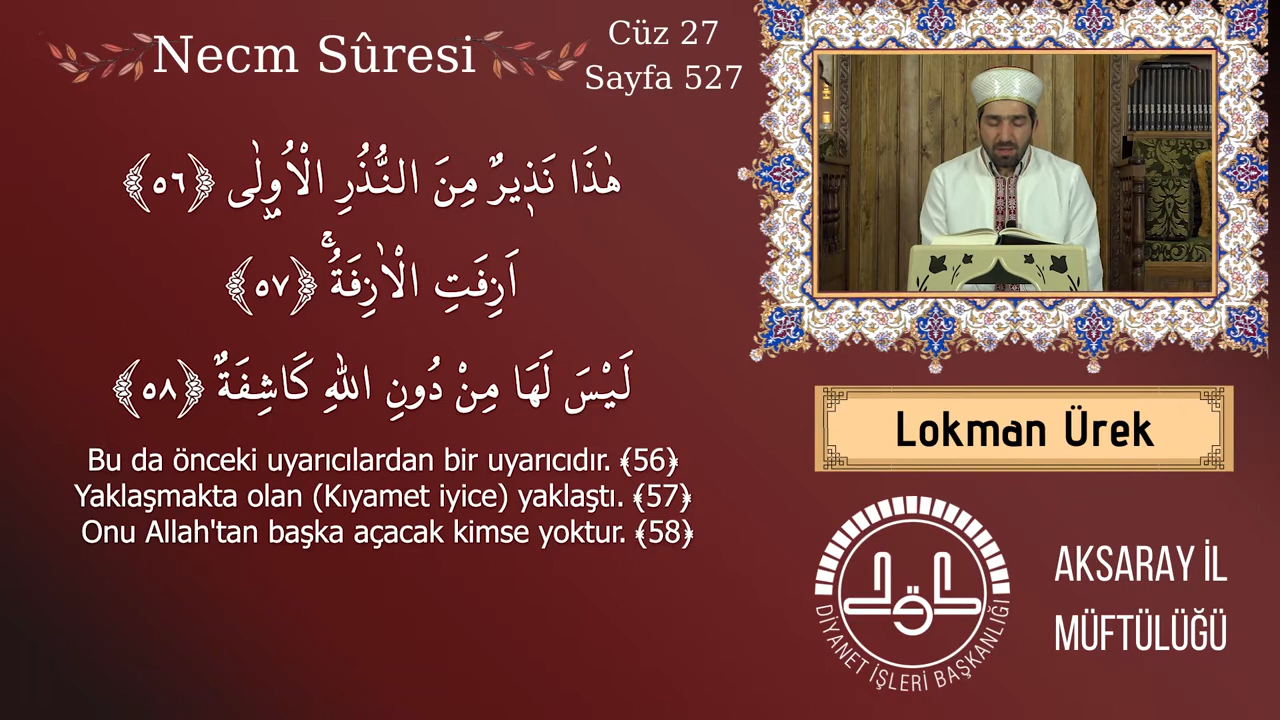 Necm Sûresi
Cüz 27
Sayfa 527
هٰذَا نَذ۪يرٌ مِنَ النُّذُرِ الْاُو۫لٰى ﴿٥٦﴾
اَزِفَتِ الْاٰزِفَةُۚ ﴿٥٧﴾
لَيْسَ لَهَا مِنْ دُونِ اللّٰهِ كَاشِفَةٌ ﴿٥٨﴾
Bu da önceki uyarıcılardan bir uyarıcıdır. ﴾56﴿
Yaklaşmakta olan (Kıyamet iyice) yaklaştı. ﴾57﴿
Onu Allah'tan başka açacak kimse yoktur. ﴾58﴿
Lokman Ürek
DİYANET İŞLERİ BAŞKANLIĞI
AKSARAY İL
MÜFTÜLÜĞÜ